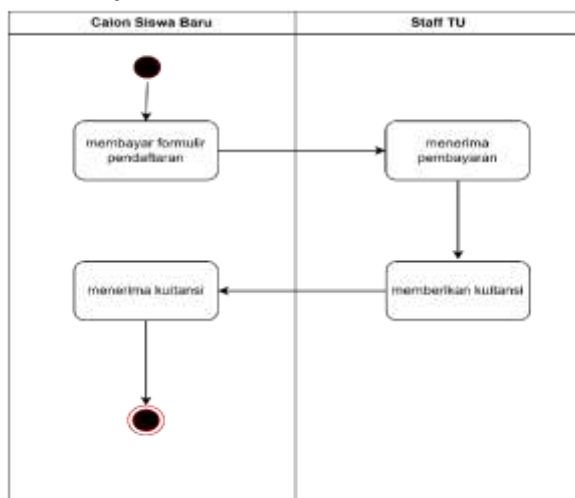 Calon Siswa Baru
Staff TU
membayar formulir
pendaftaran
menerima
pembayaran
menerima kuitansi
memberikan kuitansi